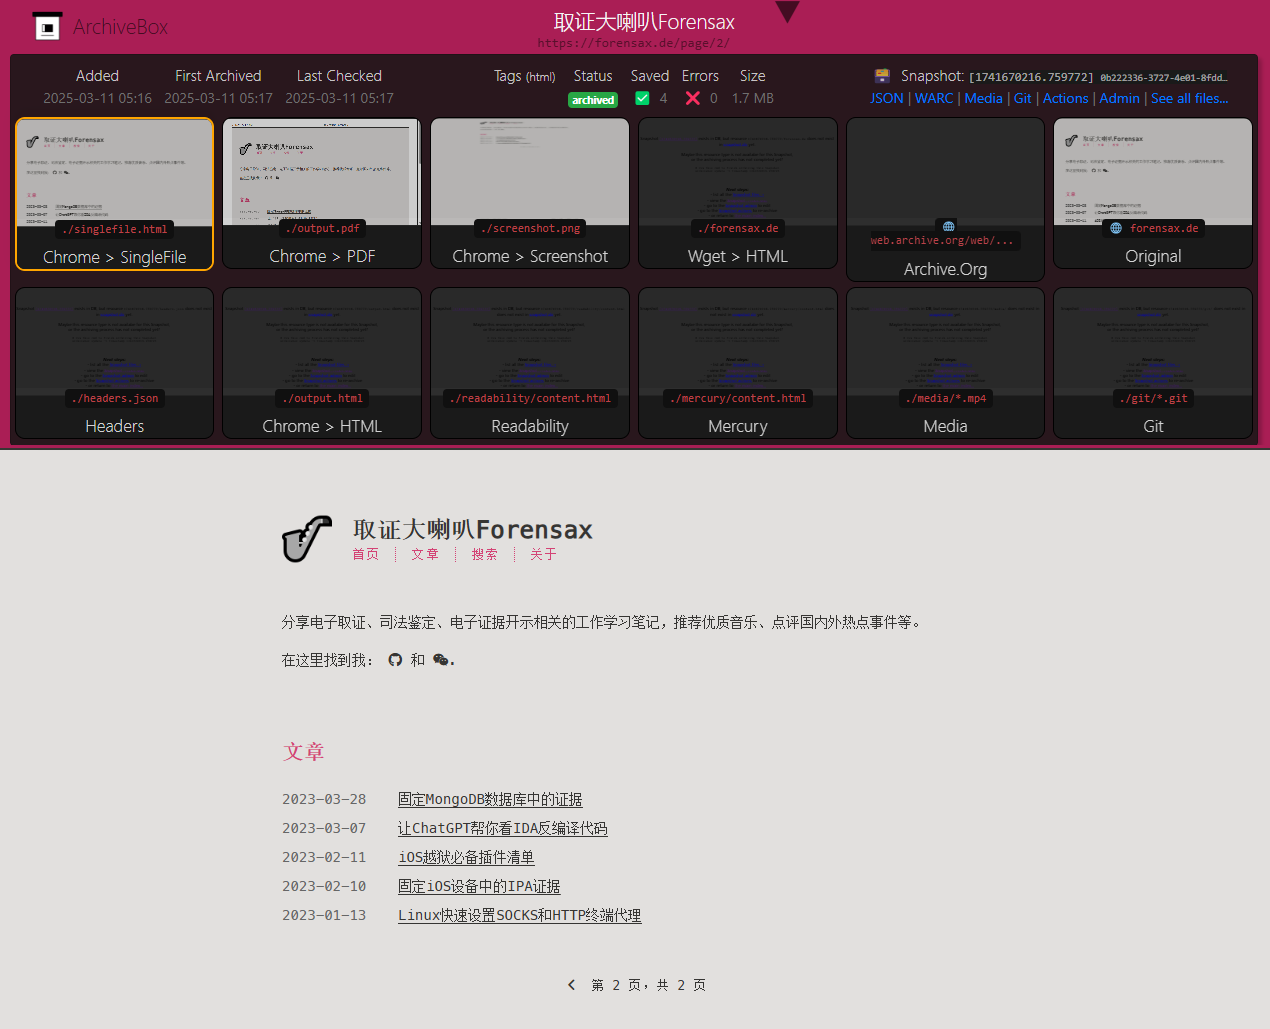 ArchiveBox
取证大喇叭Forensax
https://forensax.de/page/2/
Added First Archived Last Checked
2025-03-11 05:16 2025-03-11 05:17 2025-03-11 05:17
Tags (html) Status Saved Errors Size
archived 4 0 1.7 MB
Snapshot: [1741670216.759772] 0b222336-3727-4e01-8fdd…
JSON | WARC | Media | Git | Actions | Admin | See all files...
./singlefile.html
Chrome > SingleFile
./output.pdf
Chrome > PDF
./screenshot.png
Chrome > Screenshot
./forensax.de
Wget > HTML
web.archive.org/web/...
Archive.Org
forensax.de
Original
./headers.json
Headers
./output.html
Chrome > HTML
./readability/content.html
Readability
./mercury/content.html
Mercury
./media/*.mp4
Media
./git/*.git
Git
取证大喇叭Forensax
首页 文章 搜索 关于
分享电子取证、司法鉴定、电子证据开示相关的工作学习笔记，推荐优质音乐、点评国内外热点事件等。
在这里找到我： 和 .
文章
2023-03-28 固定MongoDB数据库中的证据
2023-03-07 让ChatGPT帮你看IDA反编译代码
2023-02-11 iOS越狱必备插件清单
2023-02-10 固定iOS设备中的IPA证据
2023-01-13 Linux快速设置SOCKS和HTTP终端代理
第 2 页，共 2 页